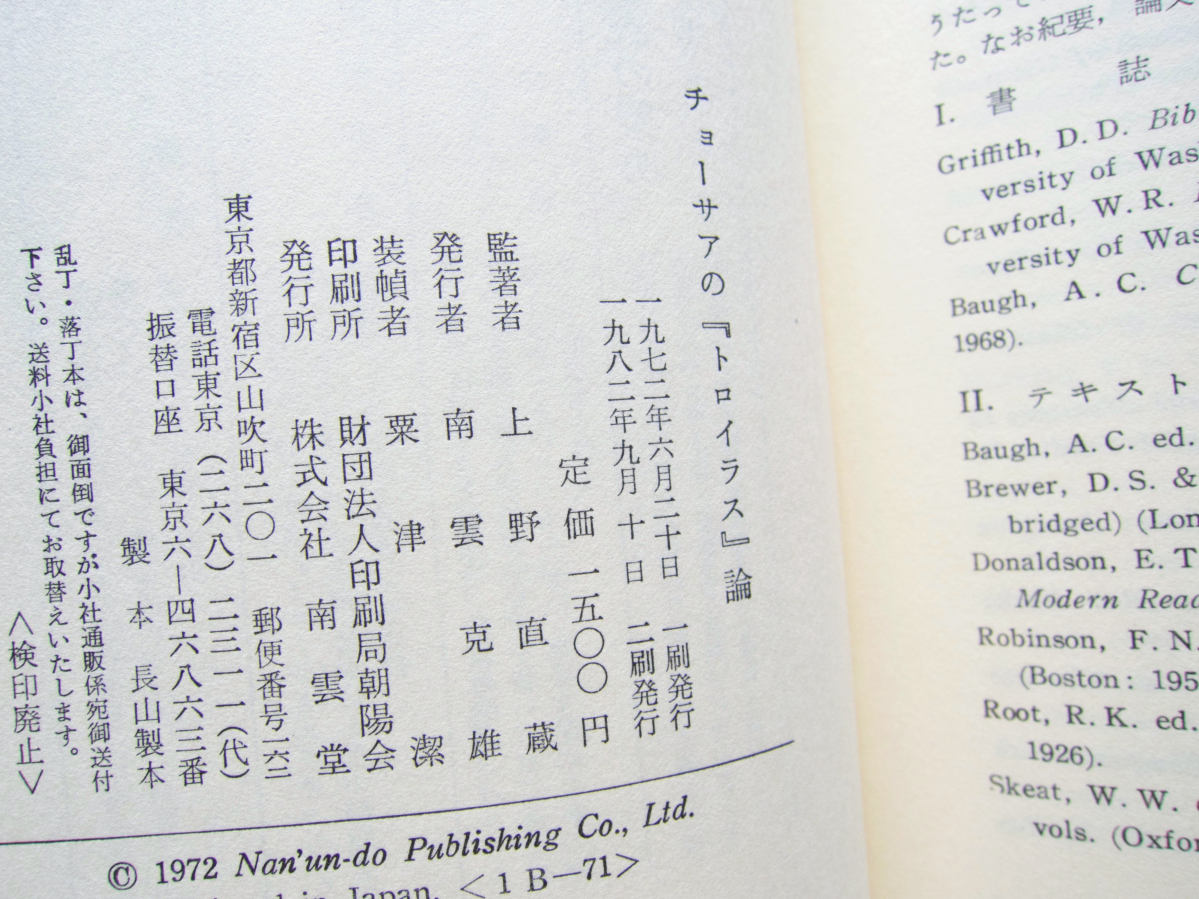 チョーサアの『トロイラス』論
一九七二年六月二十日 一刷発行
一九八二年九月 十 日 二刷発行
定価 一五〇〇円
監著者 上野直蔵
発行者 南雲克雄
装幀者 粟津潔
印刷所 財団法人印刷局朝陽会
発行所 株式会社 南雲堂
東京都新宿区山吹町二〇一 郵便番号一六二
電話東京(二六八)二三一一(代)
振替口座 東京六—四六八六三番
製本 長山製本
乱丁・落丁本は、御面倒ですが小社通販係宛御送付
下さい。送料小社負担にてお取替えいたします。
<検印廃止>
© 1972 Nan'un-do Publishing Co., Ltd.
in Japan. <1 B—71>
うたって
た。なお紀要, 論文
I. 書 誌
Griffith, D. D. Bib
versity of Wash
Crawford, W. R.
versity of Was
Baugh, A. C. C
1968).
II. テキスト
Baugh, A.C. ed.
Brewer, D. S. &
bridged) (Lon
Donaldson, E. T
Modern Read
Robinson, F. N.
(Boston: 195
Root, R. K. ed.
1926).
Skeat, W. W.
vols. (Oxfor